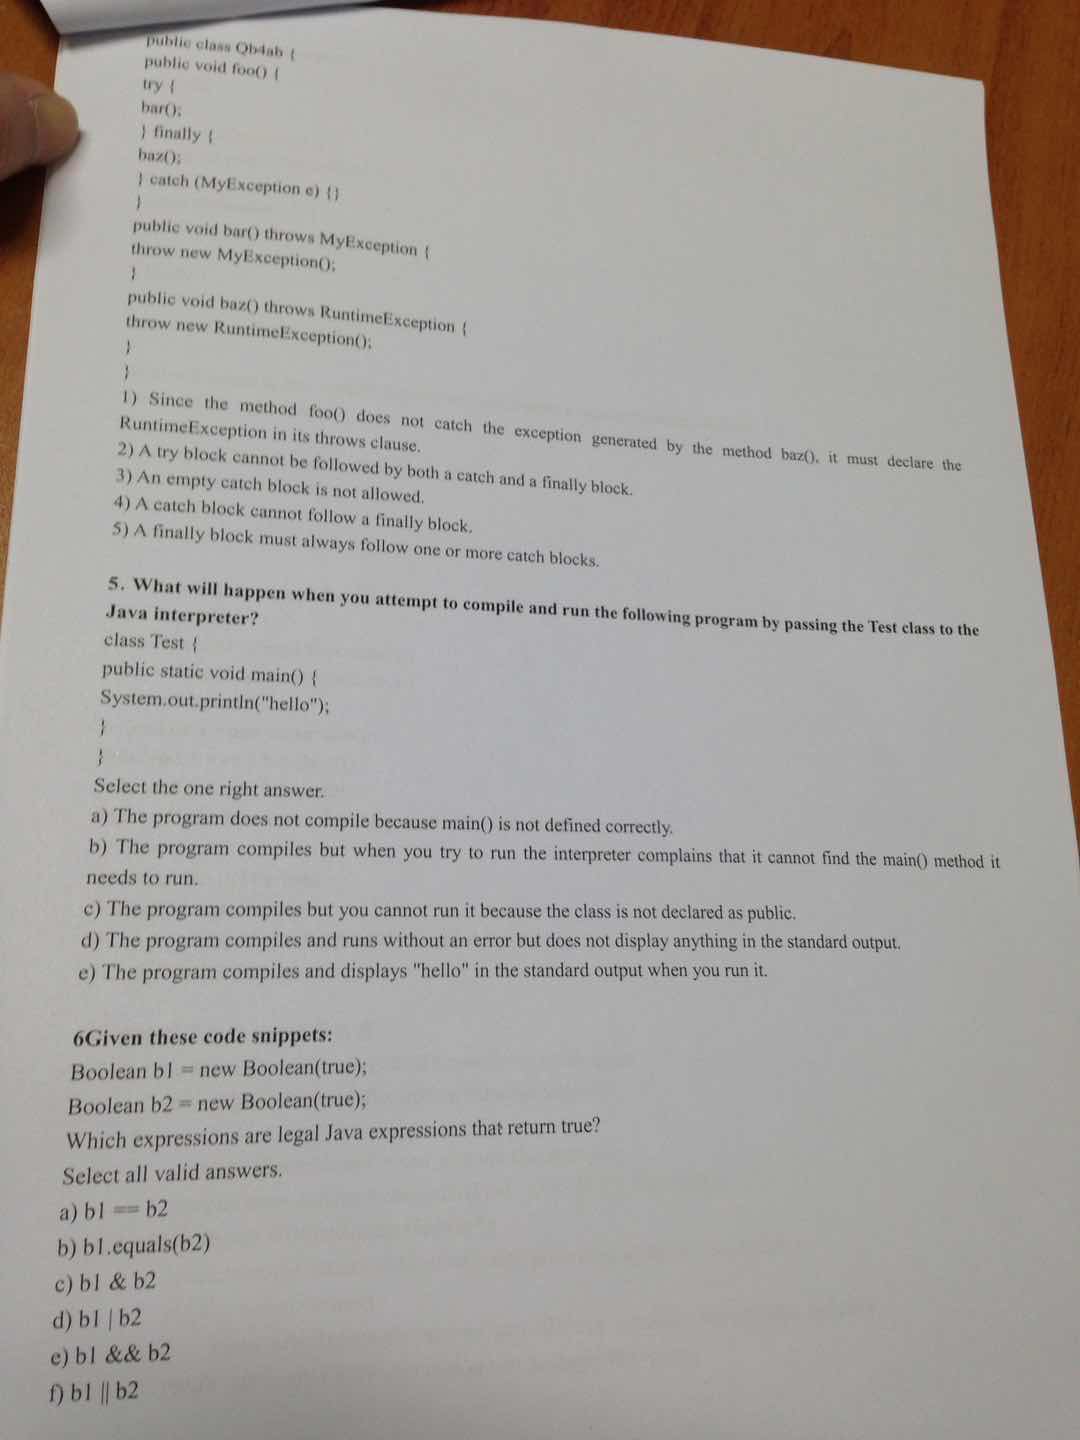 public class Qb4ab {
public void foo() {
try {
bar();
} finally {
baz();
} catch (MyException e) {}
}
public void bar() throws MyException {
throw new MyException();
}
public void baz() throws RuntimeException {
throw new RuntimeException();
}
}
1) Since the method foo() does not catch the exception generated by the method baz(), it must declare the
RuntimeException in its throws clause.
2) A try block cannot be followed by both a catch and a finally block.
3) An empty catch block is not allowed.
4) A catch block cannot follow a finally block.
5) A finally block must always follow one or more catch blocks.
5. What will happen when you attempt to compile and run the following program by passing the Test class to the
Java interpreter?
class Test {
public static void main() {
System.out.println("hello");
}
}
Select the one right answer.
a) The program does not compile because main() is not defined correctly.
b) The program compiles but when you try to run the interpreter complains that it cannot find the main() method it
needs to run.
c) The program compiles but you cannot run it because the class is not declared as public.
d) The program compiles and runs without an error but does not display anything in the standard output.
e) The program compiles and displays "hello" in the standard output when you run it.
6Given these code snippets:
Boolean b1 = new Boolean(true);
Boolean b2 = new Boolean(true);
Which expressions are legal Java expressions that return true?
Select all valid answers.
a) b1 == b2
b) b1.equals(b2)
c) b1 & b2
d) b1 | b2
e) b1 && b2
f) b1 || b2